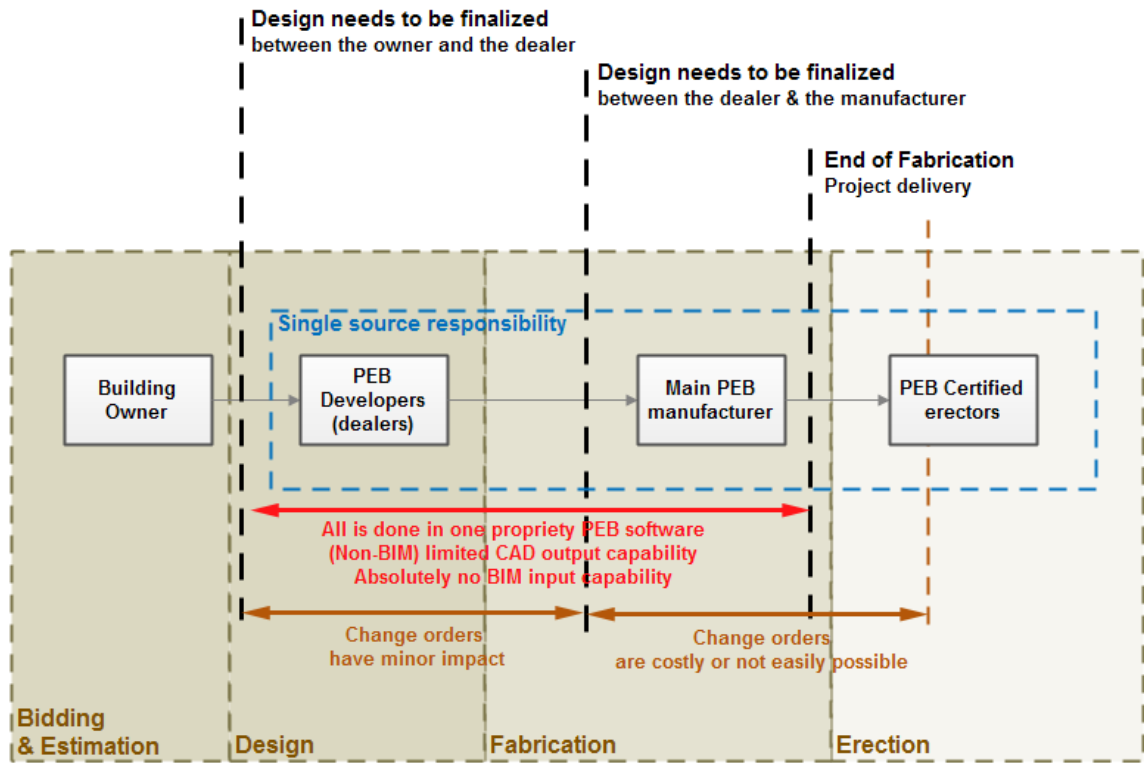 Design needs to be finalized
between the owner and the dealer
Design needs to be finalized
between the dealer & the manufacturer
End of Fabrication
Project delivery
Single source responsibility
Building
Owner
PEB
Developers
(dealers)
Main PEB
manufacturer
PEB Certified
erectors
All is done in one propriety PEB software
(Non-BIM) limited CAD output capability
Absolutely no BIM input capability
Change orders
have minor impact
Change orders
are costly or not easily possible
Bidding
& Estimation
Design
Fabrication
Erection